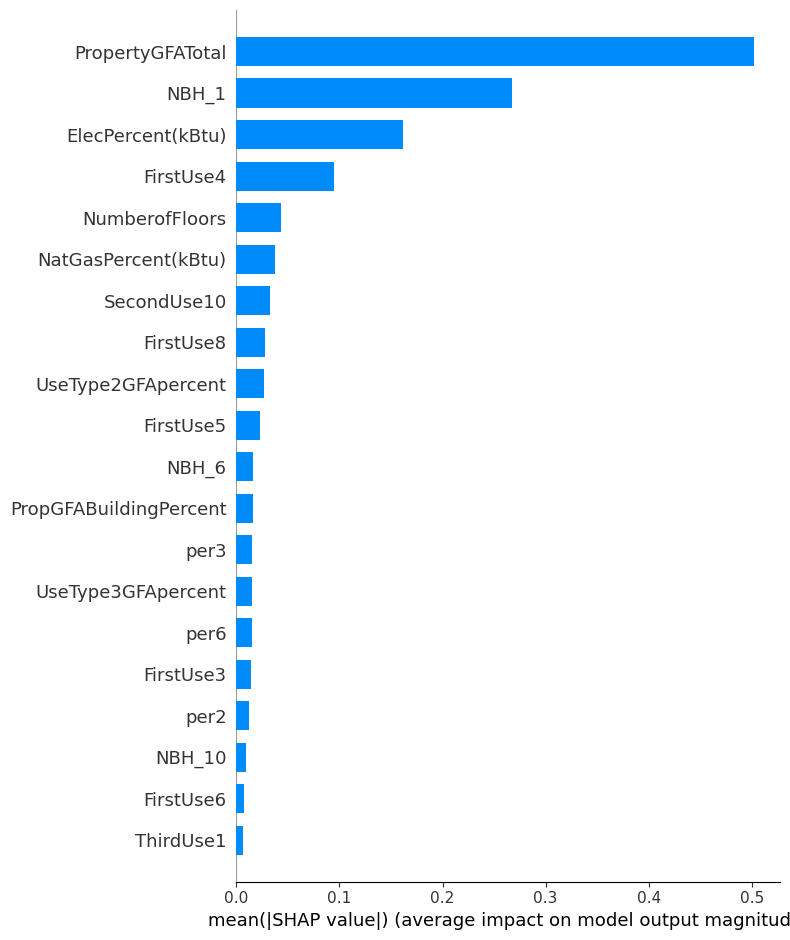 PropertyGFATotal
NBH_1
ElecPercent(kBtu)
FirstUse4
NumberofFloors
NatGasPercent(kBtu)
SecondUse10
FirstUse8
UseType2GFApercent
FirstUse5
NBH_6
PropGFABuildingPercent
per3
UseType3GFApercent
per6
FirstUse3
per2
NBH_10
FirstUse6
ThirdUse1
0.0 0.1 0.2 0.3 0.4 0.5
mean(|SHAP value|) (average impact on model output magnitud